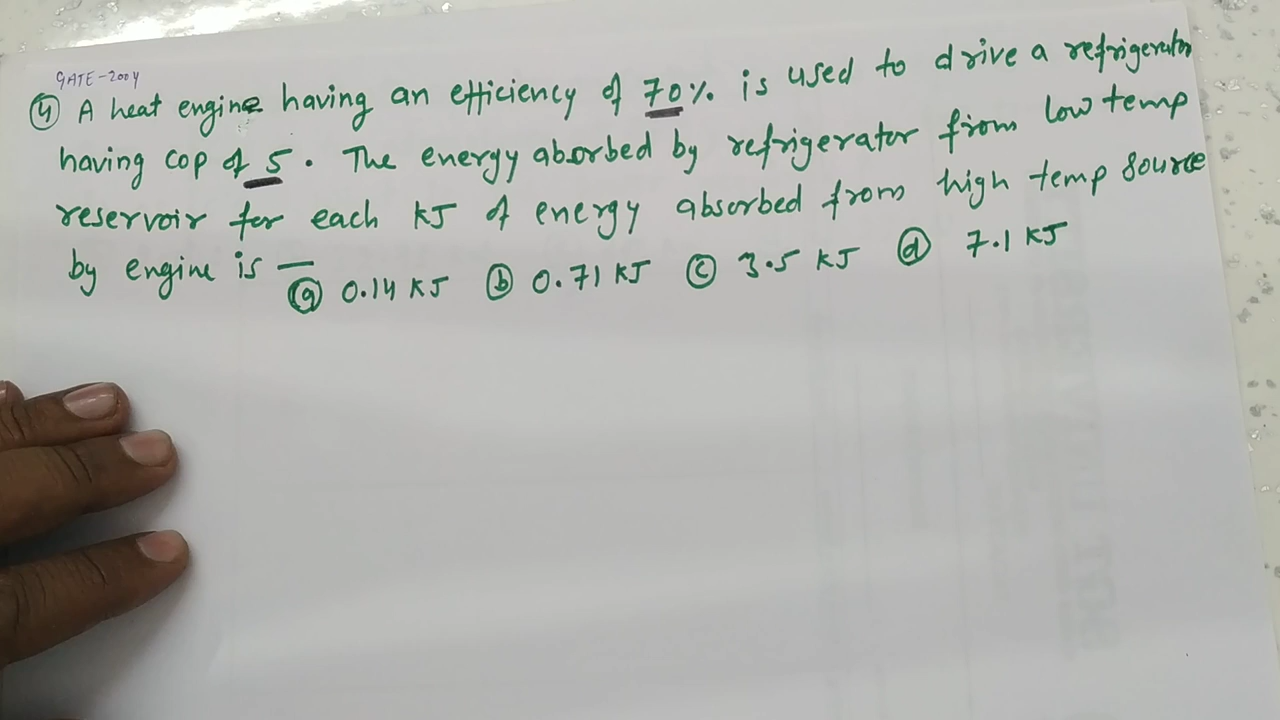 GATE-2004
④ A heat engine having an efficiency of 70%. is used to drive a refrigerator
having cop of 5. The energy aborbed by refrigerator from low temp
reservoir for each kJ of energy absorbed from high temp source
by engine is —
ⓐ 0.14 KJ ⓑ 0.71 KJ ⓒ 3.5 KJ ⓓ 7.1 KJ